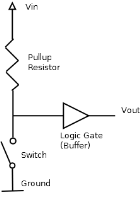 Vin
Pullup
Resistor
Vout
Logic Gate
(Buffer)
Switch
Ground